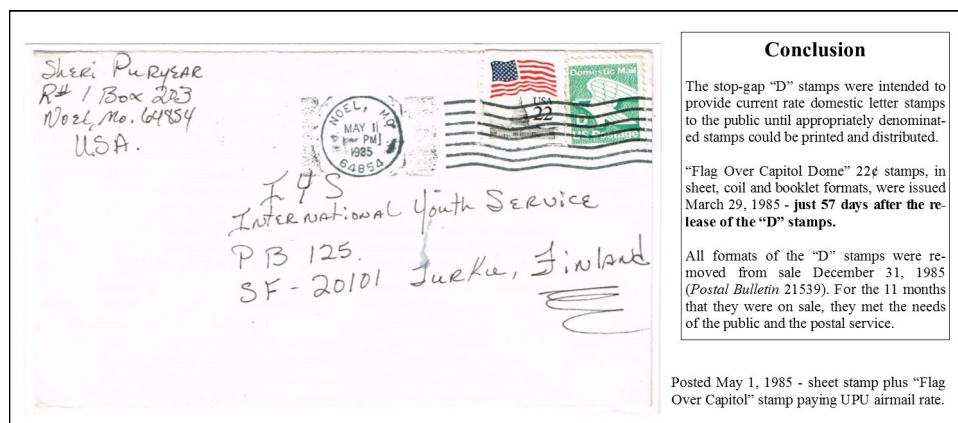 Sheri Puryear
R# 1 Box 203
Noel, Mo. 64854
USA.
NOEL, MO.
MAY 1
PM
1985
64854
USA
22
Domestic Mail
D
US Postage
IYS
International Youth Service
P B 125.
SF - 20101 Turku, Finland
Conclusion
The stop-gap “D” stamps were intended to
provide current rate domestic letter stamps
to the public until appropriately denominat-
ed stamps could be printed and distributed.
“Flag Over Capitol Dome” 22¢ stamps, in
sheet, coil and booklet formats, were issued
March 29, 1985 - just 57 days after the re-
lease of the “D” stamps.
All formats of the “D” stamps were re-
moved from sale December 31, 1985
(Postal Bulletin 21539). For the 11 months
that they were on sale, they met the needs
of the public and the postal service.
Posted May 1, 1985 - sheet stamp plus “Flag
Over Capitol” stamp paying UPU airmail rate.